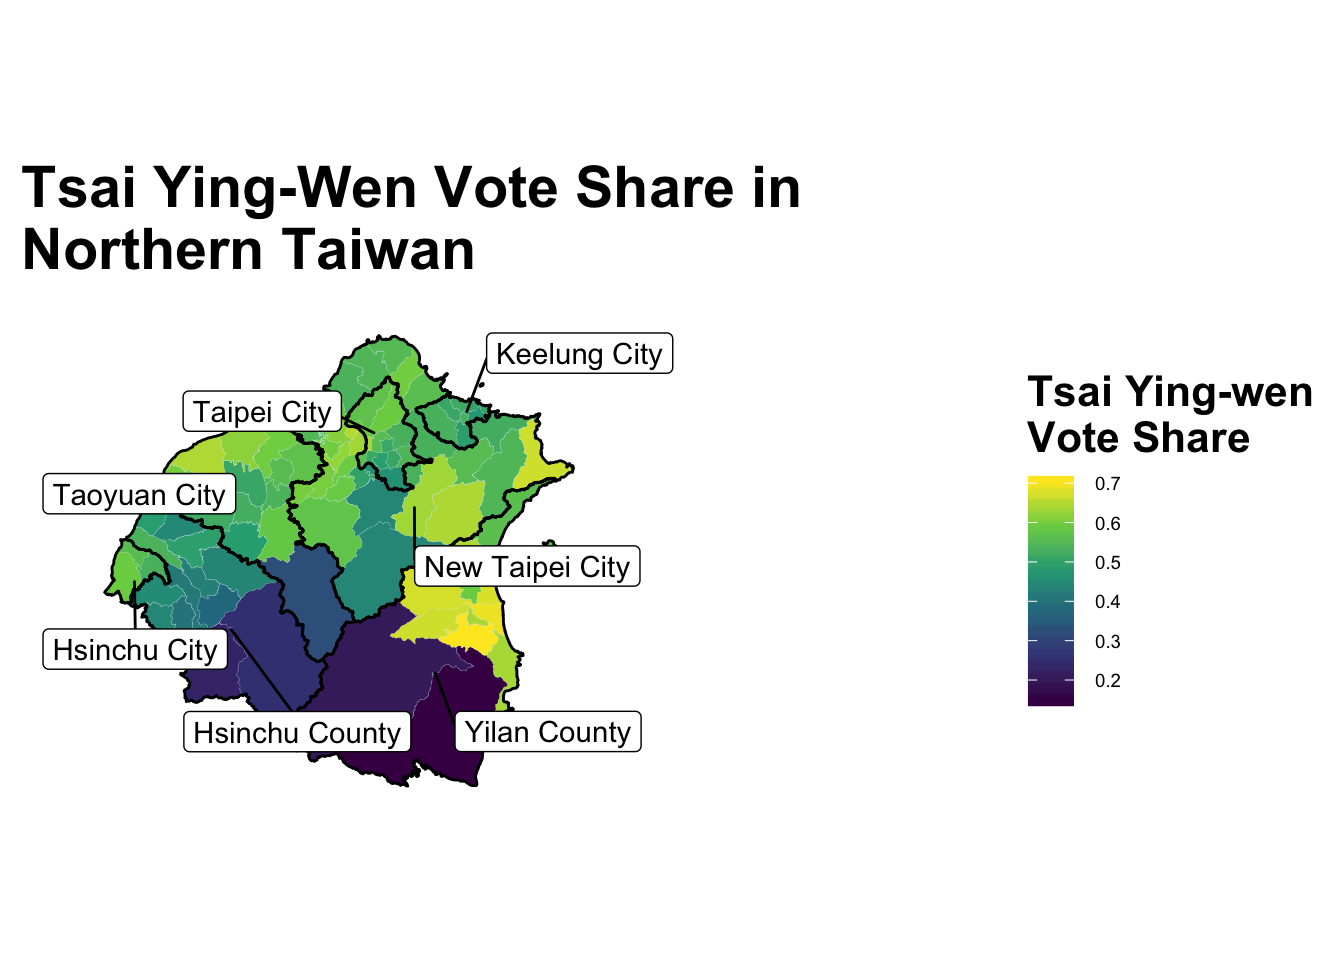 Tsai Ying-Wen Vote Share in
Northern Taiwan
Keelung City
Taipei City
Taoyuan City
New Taipei City
Hsinchu City
Hsinchu County
Yilan County
Tsai Ying-wen
Vote Share
0.7
0.6
0.5
0.4
0.3
0.2